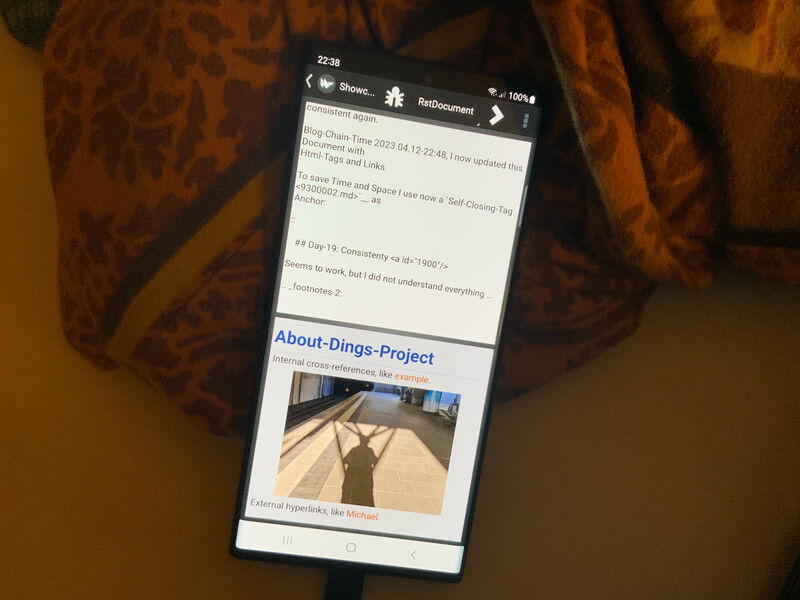 22:38
100%
Showc...
RstDocument
consistent again.
Blog-Chain-Time 2023.04.12-22:48, I now updated this
Document with
Html-Tags and Links.
To save Time and Space I use now a `Self-Closing-Tag
<9300002.md>`__ as
Anchor:
::
## Day-19: Consistenty <a id="1900"/>
Seems to work, but I did not understand everything ...
.. _footnotes-2:
About-Dings-Project
Internal cross-references, like example.
External hyperlinks, like Michael.